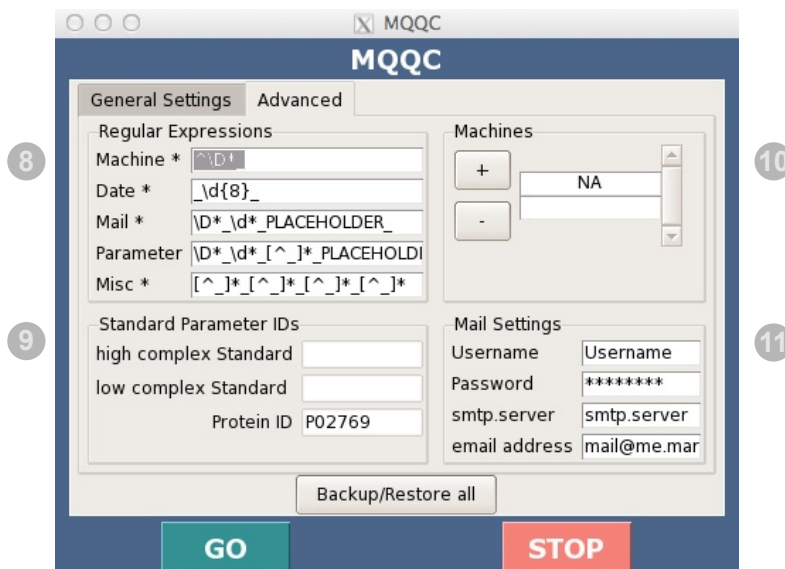 MQQC
MQQC
General Settings Advanced
8
Regular Expressions
Machine * ^\D*_
Date * _\d{8}_
Mail * \D*_\d*_PLACEHOLDER_
Parameter \D*_\d*_[^_]*_PLACEHOLDI
Misc * [^_]*_[^_]*_[^_]*_[^_]*
Machines
10
+
NA
-
9
Standard Parameter IDs
high complex Standard
low complex Standard
Protein ID P02769
Mail Settings
11
Username Username
Password ********
smtp.server smtp.server
email address mail@me.mar
Backup/Restore all
GO STOP